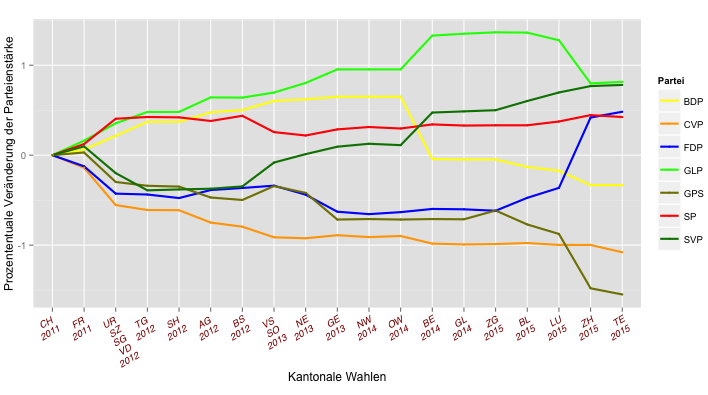 Prozententuale Veränderung der Parteienstärke
1
0
-1
CH
2011
FR
2011
UR
SZ
SG
VD
2012
TG
2012
SH
2012
AG
2012
BS
2012
VS
SO
2013
NE
2013
GE
2013
NW
2014
OW
2014
BE
2014
GL
2014
ZG
2015
BL
2015
LU
2015
ZH
2015
TE
2015
Kantonale Wahlen
Partei
BDP
CVP
FDP
GLP
GPS
SP
SVP